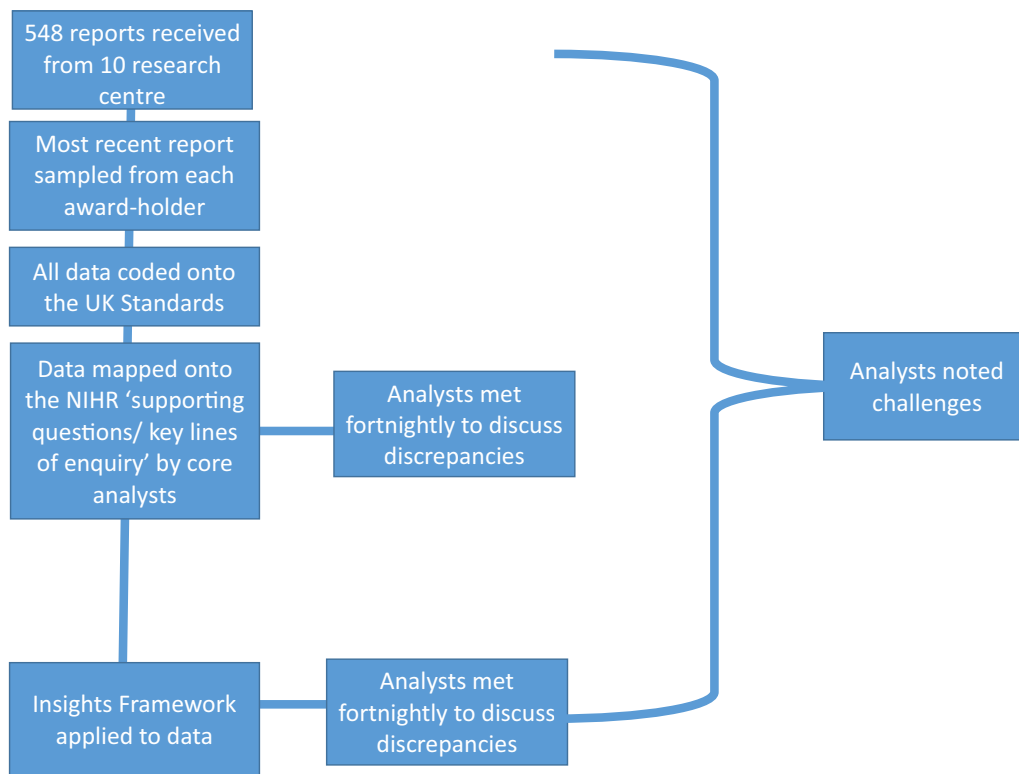 548 reports received
from 10 research
centre
Most recent report
sampled from each
award-holder
All data coded onto
the UK Standards
Data mapped onto
the NIHR ‘supporting
questions/ key lines
of enquiry’ by core
analysts
Analysts met
fortnightly to discuss
discrepancies
Analysts noted
challenges
Insights Framework
applied to data
Analysts met
fortnightly to discuss
discrepancies